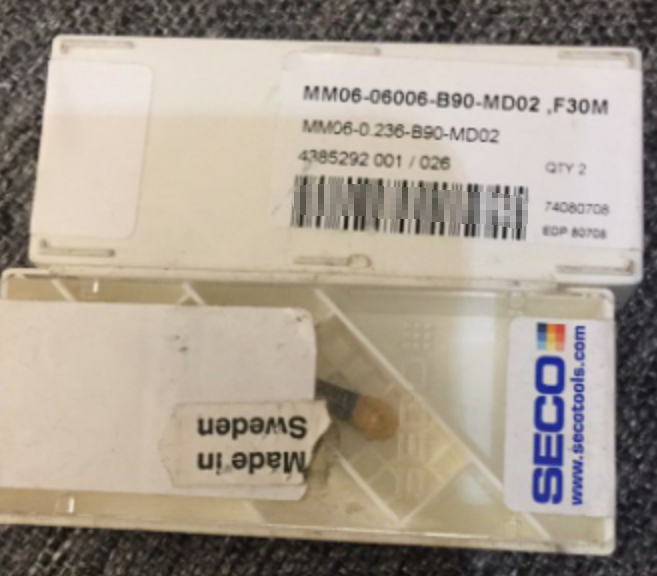 MM06-06006-B90-MD02 ,F30M
MM06-0.236-B90-MD02
4385292 001 / 026
QTY 2
74080708
EDP 80708
SECO
www.secotools.com
Made in
Sweden